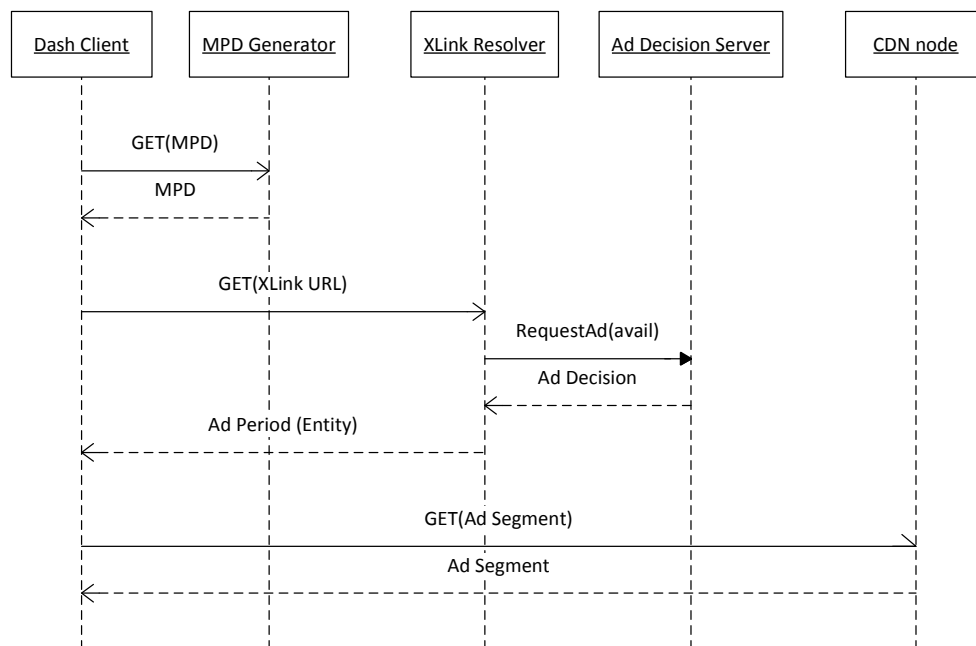 Dash Client
MPD Generator
XLink Resolver
Ad Decision Server
CDN node
GET(MPD)
MPD
GET(XLink URL)
RequestAd(avail)
Ad Decision
Ad Period (Entity)
GET(Ad Segment)
Ad Segment